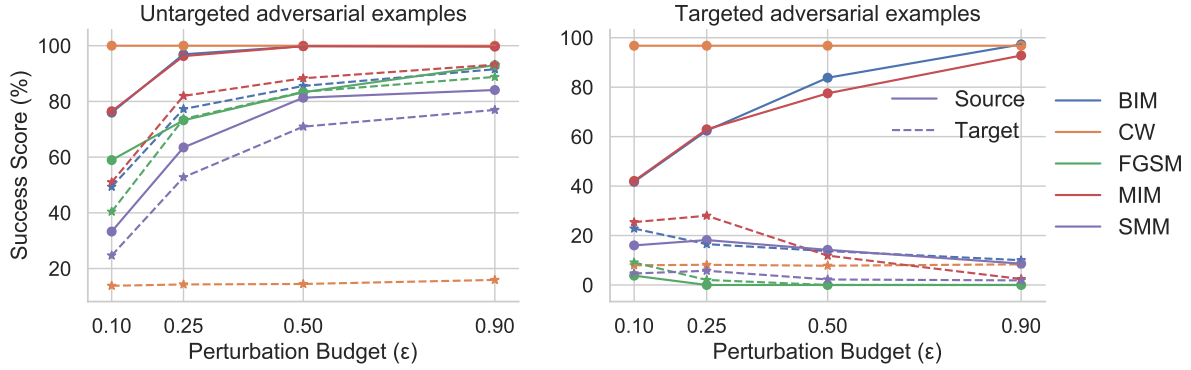 Untargeted adversarial examples
Success Score (%)
100
80
60
40
20
0.10 0.25 0.50 0.90
Perturbation Budget (ε)
Targeted adversarial examples
100
80
60
40
20
0
0.10 0.25 0.50 0.90
Perturbation Budget (ε)
Source
Target
BIM
CW
FGSM
MIM
SMM